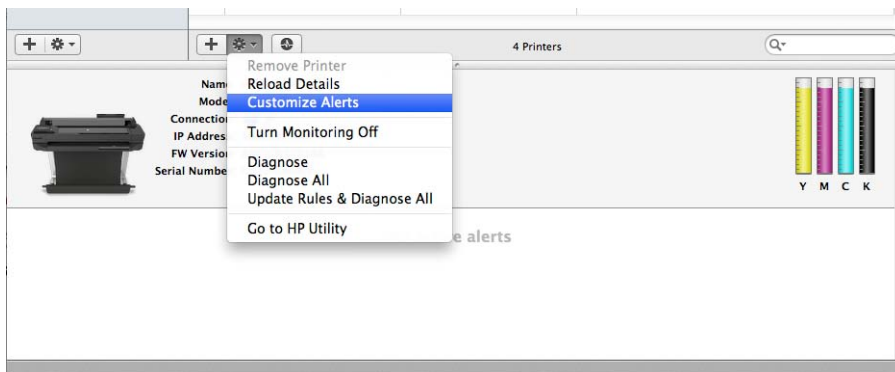 4 Printers
Remove Printer
Reload Details
Customize Alerts
Turn Monitoring Off
Diagnose
Diagnose All
Update Rules & Diagnose All
Go to HP Utility
Nam
Mode
Connectio
IP Addres
FW Versio
Serial Numbe
Y M C K
e alerts